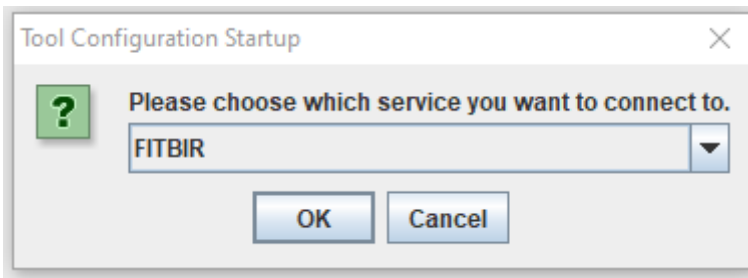 Tool Configuration Startup
?
Please choose which service you want to connect to.
FITBIR
OK Cancel